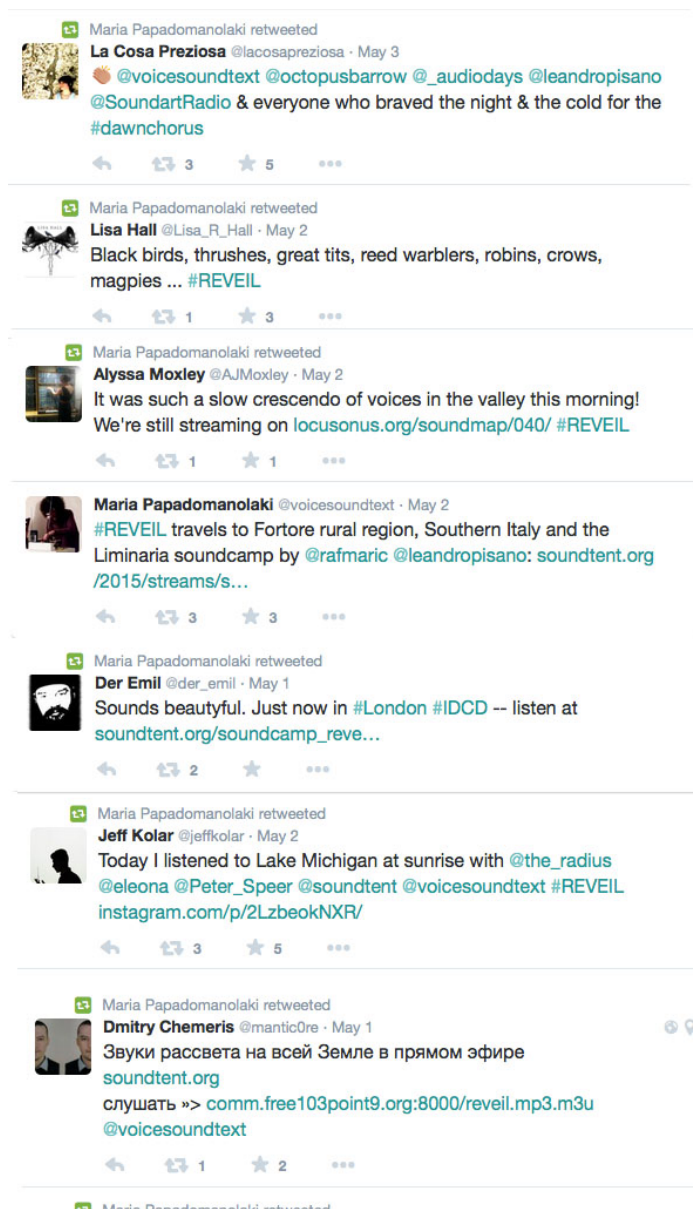 Maria Papadomanolaki retweeted
La Cosa Preziosa @lacosapreziosa · May 3
👏 @voicesoundtext @octopusbarrow @_audiodays @leandropisano
@SoundartRadio & everyone who braved the night & the cold for the
#dawnchorus
3 5
Maria Papadomanolaki retweeted
Lisa Hall @Lisa_R_Hall · May 2
Black birds, thrushes, great tits, reed warblers, robins, crows,
magpies ... #REVEIL
1 3
Maria Papadomanolaki retweeted
Alyssa Moxley @AJMoxley · May 2
It was such a slow crescendo of voices in the valley this morning!
We're still streaming on locusonus.org/soundmap/040/ #REVEIL
1 1
Maria Papadomanolaki @voicesoundtext · May 2
#REVEIL travels to Fortore rural region, Southern Italy and the
Liminaria soundcamp by @rafmaric @leandropisano: soundtent.org
/2015/streams/s…
3 3
Maria Papadomanolaki retweeted
Der Emil @der_emil · May 1
Sounds beautyful. Just now in #London #IDCD -- listen at
soundtent.org/soundcamp_reve…
2
Maria Papadomanolaki retweeted
Jeff Kolar @jeffkolar · May 2
Today I listened to Lake Michigan at sunrise with @the_radius
@eleona @Peter_Speer @soundtent @voicesoundtext #REVEIL
instagram.com/p/2LzbeokNXR/
3 5
Maria Papadomanolaki retweeted
Dmitry Chemeris @mantic0re · May 1
Звуки рассвета на всей Земле в прямом эфире
soundtent.org
слушать »> comm.free103point9.org:8000/reveil.mp3.m3u
@voicesoundtext
1 2
Maria Papadomanolaki retweeted